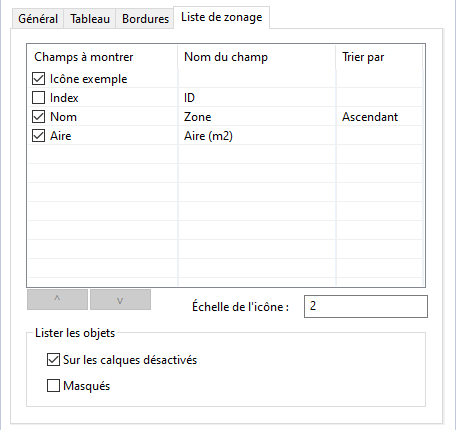 Général Tableau Bordures Liste de zonage
Champs à montrer Nom du champ Trier par
Icône exemple
Index ID
Nom Zone Ascendant
Aire Aire (m2)
^ v
Échelle de l'icône : 2
Lister les objets
Sur les calques désactivés
Masqués